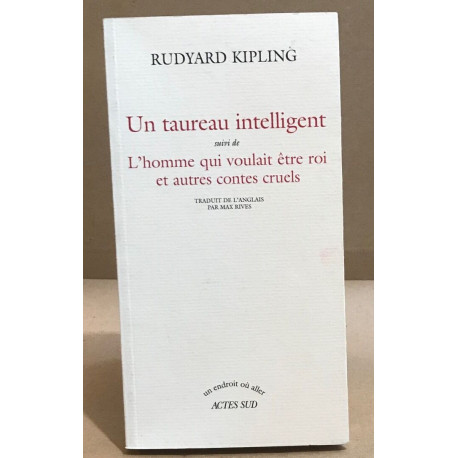 RUDYARD KIPLING
Un taureau intelligent
suivi de
L'homme qui voulait être roi
et autres contes cruels
TRADUIT DE L'ANGLAIS
PAR MAX RIVES
un endroit où aller
ACTES SUD